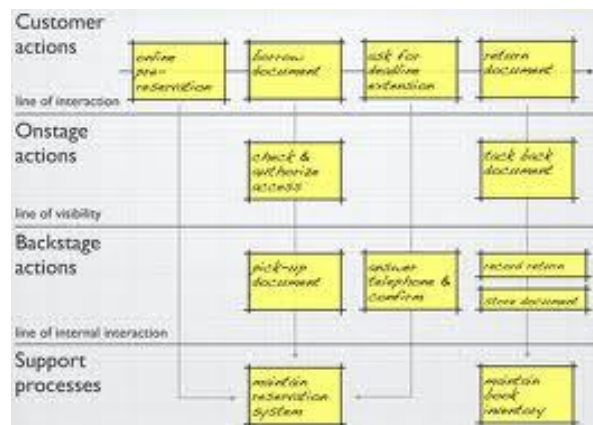 Customer
actions
online
pre-
reservation
borrow
document
ask for
deadline
extension
return
document
line of interaction
Onstage
actions
check &
authorize
access
tack back
document
line of visibility
Backstage
actions
pick-up
document
answer
telephone &
confirm
record return
store document
line of internal interaction
Support
processes
maintain
reservation
system
maintain
book
inventory